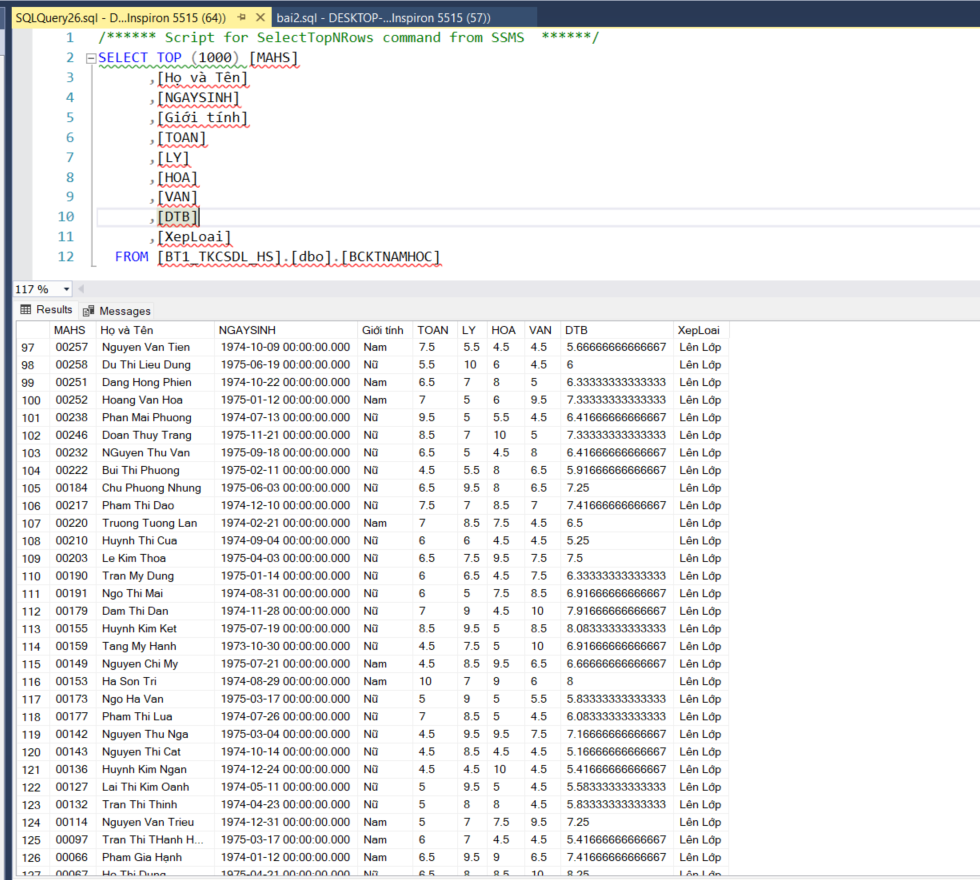 SQLQuery26.sql - D...Inspiron 5515 (64)) bai2.sql - DESKTOP-...Inspiron 5515 (57))
1 /****** Script for SelectTopNRows command from SSMS ******/
2 SELECT TOP (1000) [MAHS]
3 ,[Họ và Tên]
4 ,[NGAYSINH]
5 ,[Giới tính]
6 ,[TOAN]
7 ,[LY]
8 ,[HOA]
9 ,[VAN]
10 ,[DTB]
11 ,[XepLoai]
12 FROM [BT1_TKCSDL_HS].[dbo].[BCKTNAMHOC]
117 %
Results Messages
MAHS Họ và Tên NGAYSINH Giới tính TOAN LY HOA VAN DTB XepLoai
97 00257 Nguyen Van Tien 1974-10-09 00:00:00.000 Nam 7.5 5.5 4.5 4.5 5.66666666666667 Lên Lớp
98 00258 Du Thi Lieu Dung 1975-06-19 00:00:00.000 Nữ 5.5 10 6 4.5 6 Lên Lớp
99 00251 Dang Hong Phien 1974-10-22 00:00:00.000 Nam 6.5 7 8 5 6.33333333333333 Lên Lớp
100 00252 Hoang Van Hoa 1975-01-12 00:00:00.000 Nam 7 5 6 9.5 7.33333333333333 Lên Lớp
101 00238 Phan Mai Phuong 1974-07-13 00:00:00.000 Nữ 9.5 5 5.5 4.5 6.41666666666667 Lên Lớp
102 00246 Doan Thuy Trang 1975-11-21 00:00:00.000 Nữ 8.5 7 10 5 7.33333333333333 Lên Lớp
103 00232 NGuyen Thu Van 1975-09-18 00:00:00.000 Nữ 6.5 5 4.5 8 6.41666666666667 Lên Lớp
104 00222 Bui Thi Phuong 1975-02-11 00:00:00.000 Nữ 4.5 5.5 8 6.5 5.91666666666667 Lên Lớp
105 00184 Chu Phuong Nhung 1975-06-03 00:00:00.000 Nữ 6.5 9.5 8 6.5 7.25 Lên Lớp
106 00217 Pham Thi Dao 1974-12-10 00:00:00.000 Nữ 7.5 7 8.5 7 7.41666666666667 Lên Lớp
107 00220 Truong Tuong Lan 1974-02-21 00:00:00.000 Nam 7 8.5 7.5 4.5 6.5 Lên Lớp
108 00210 Huynh Thi Cua 1974-09-04 00:00:00.000 Nữ 6 6 4.5 4.5 5.25 Lên Lớp
109 00203 Le Kim Thoa 1975-04-03 00:00:00.000 Nữ 6.5 7.5 9.5 7.5 7.5 Lên Lớp
110 00190 Tran My Dung 1975-01-14 00:00:00.000 Nữ 6 6.5 4.5 7.5 6.33333333333333 Lên Lớp
111 00191 Ngo Thi Mai 1974-08-31 00:00:00.000 Nữ 6 5 7.5 8.5 6.91666666666667 Lên Lớp
112 00179 Dam Thi Dan 1974-11-28 00:00:00.000 Nữ 7 9 4.5 10 7.91666666666667 Lên Lớp
113 00155 Huynh Kim Ket 1975-07-19 00:00:00.000 Nữ 8.5 9.5 5 8.5 8.08333333333333 Lên Lớp
114 00159 Tang My Hanh 1973-10-30 00:00:00.000 Nữ 4.5 7.5 5 10 6.91666666666667 Lên Lớp
115 00149 Nguyen Chi My 1975-07-21 00:00:00.000 Nam 4.5 8.5 9.5 6.5 6.66666666666667 Lên Lớp
116 00153 Ha Son Tri 1974-08-29 00:00:00.000 Nam 10 7 9 6 8 Lên Lớp
117 00173 Ngo Ha Van 1975-03-17 00:00:00.000 Nữ 5 9 5 5.5 5.83333333333333 Lên Lớp
118 00177 Pham Thi Lua 1974-07-26 00:00:00.000 Nữ 7 8.5 5 4.5 6.08333333333333 Lên Lớp
119 00142 Nguyen Thu Nga 1975-03-04 00:00:00.000 Nữ 4.5 9.5 9.5 7.5 7.16666666666667 Lên Lớp
120 00143 Nguyen Thi Cat 1974-10-14 00:00:00.000 Nữ 4.5 8.5 4.5 4.5 5.16666666666667 Lên Lớp
121 00136 Huynh Kim Ngan 1974-12-24 00:00:00.000 Nữ 4.5 4.5 10 4.5 5.41666666666667 Lên Lớp
122 00127 Lai Thi Kim Oanh 1974-05-11 00:00:00.000 Nữ 5 9.5 5 4.5 5.58333333333333 Lên Lớp
123 00132 Tran Thi Thinh 1974-04-23 00:00:00.000 Nữ 5 8 8 4.5 5.83333333333333 Lên Lớp
124 00114 Nguyen Van Trieu 1974-12-31 00:00:00.000 Nam 5 7 7.5 9.5 7.25 Lên Lớp
125 00097 Tran Thi THanh H... 1975-03-17 00:00:00.000 Nam 6 7 4.5 4.5 5.41666666666667 Lên Lớp
126 00066 Pham Gia Hạnh 1974-01-12 00:00:00.000 Nam 6.5 9.5 9 6.5 7.41666666666667 Lên Lớp
127 00067 Ho Thi Dung 1975-04-21 00:00:00.000 Nữ 6.5 8 8.5 10 8.25 Lên Lớp